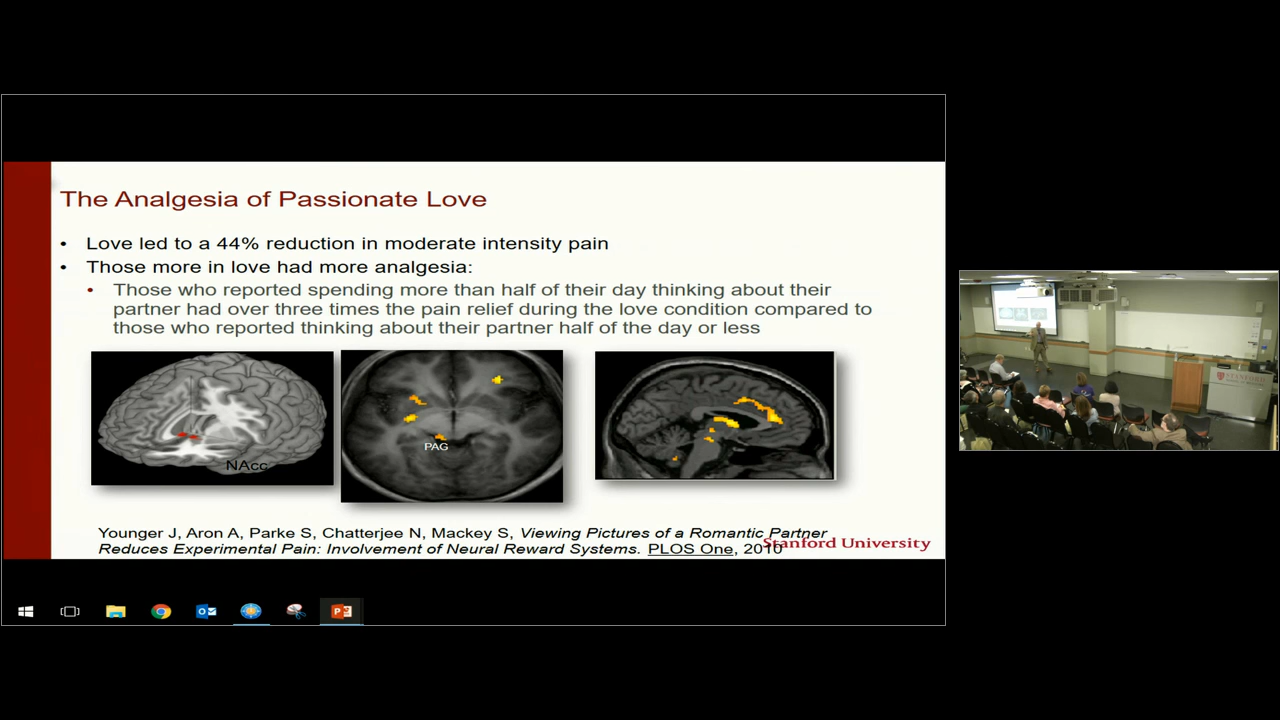 The Analgesia of Passionate Love
• Love led to a 44% reduction in moderate intensity pain
• Those more in love had more analgesia:
• Those who reported spending more than half of their day thinking about their
partner had over three times the pain relief during the love condition compared to
those who reported thinking about their partner half of the day or less
NAcc
PAG
Younger J, Aron A, Parke S, Chatterjee N, Mackey S, Viewing Pictures of a Romantic Partner
Reduces Experimental Pain: Involvement of Neural Reward Systems. PLOS One, 2010
Stanford University
STANFORD